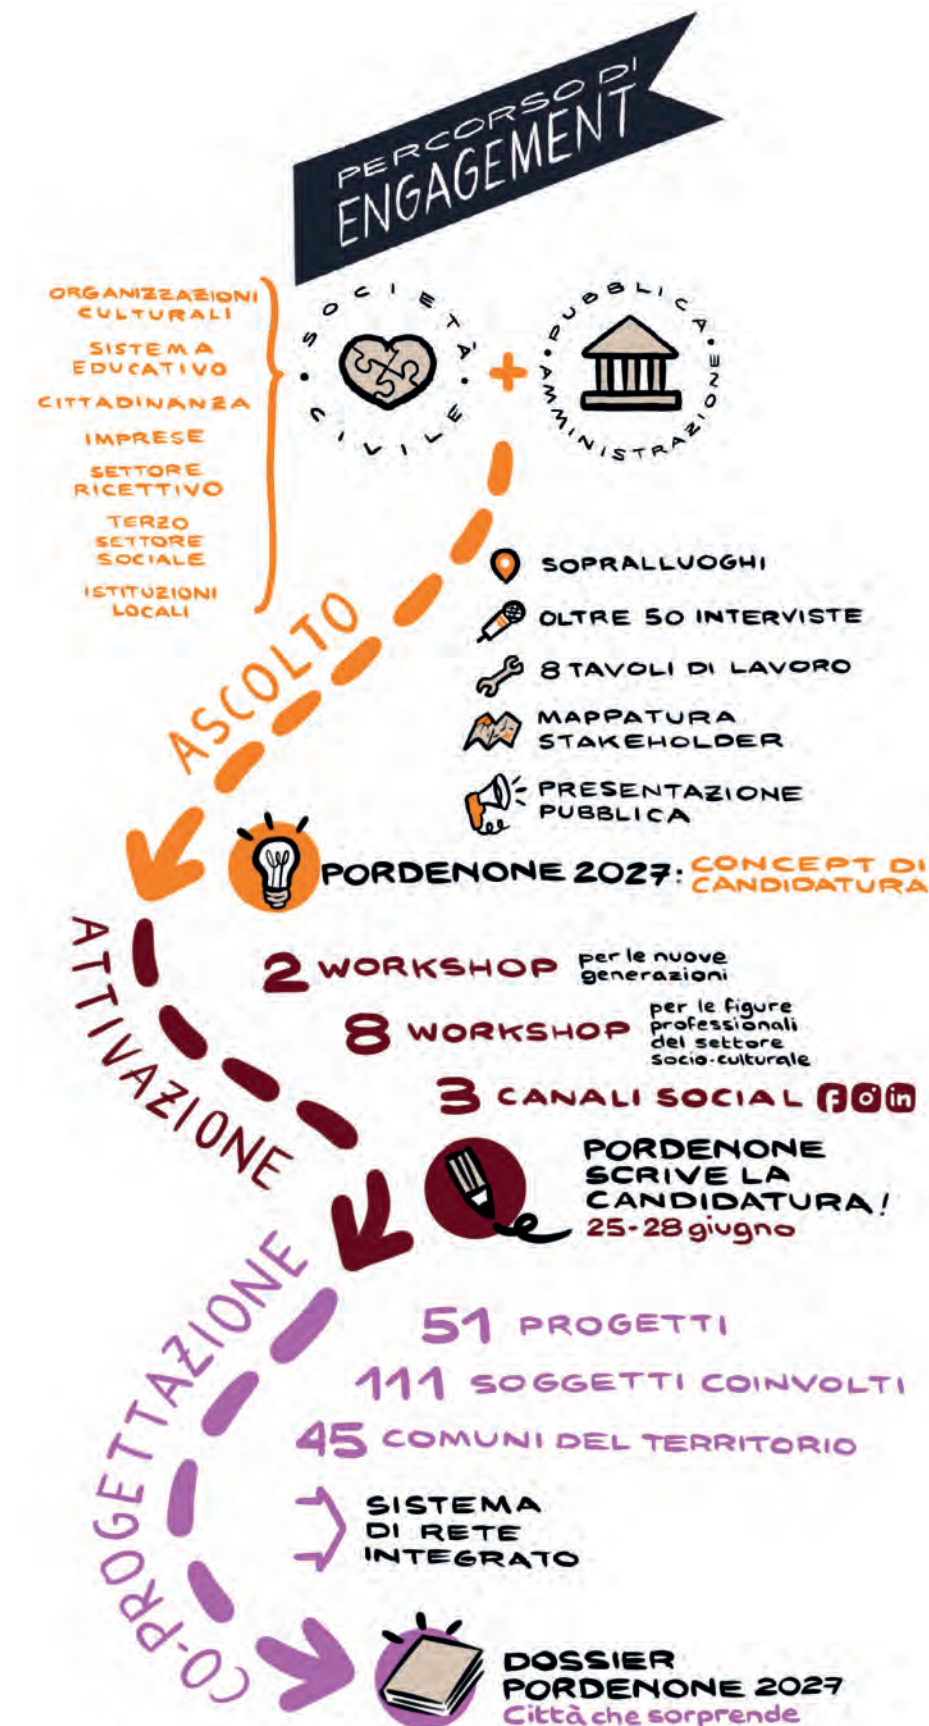 PERCORSO DI
ENGAGEMENT
ORGANIZZAZIONI
CULTURALI
SISTEMA
EDUCATIVO
CITTADINANZA
IMPRESE
SETTORE
RICETTIVO
TERZO
SETTORE
SOCIALE
ISTITUZIONI
LOCALI
SOCIETÀ • CIVILE •
+
PUBBLICA • AMMINISTRAZIONE •
ASCOLTO
SOPRALLUOGHI
OLTRE 50 INTERVISTE
8 TAVOLI DI LAVORO
MAPPATURA
STAKEHOLDER
PRESENTAZIONE
PUBBLICA
PORDENONE 2027: CONCEPT DI
CANDIDATURA
ATTIVAZIONE
2 WORKSHOP per le nuove
generazioni
8 WORKSHOP per le figure
professionali
del settore
socio-culturale
3 CANALI SOCIAL f in
PORDENONE
SCRIVE LA
CANDIDATURA!
25-28 giugno
CO-PROGETTAZIONE
51 PROGETTI
111 SOGGETTI COINVOLTI
45 COMUNI DEL TERRITORIO
SISTEMA
DI RETE
INTEGRATO
DOSSIER
PORDENONE 2027
Città che sorprende